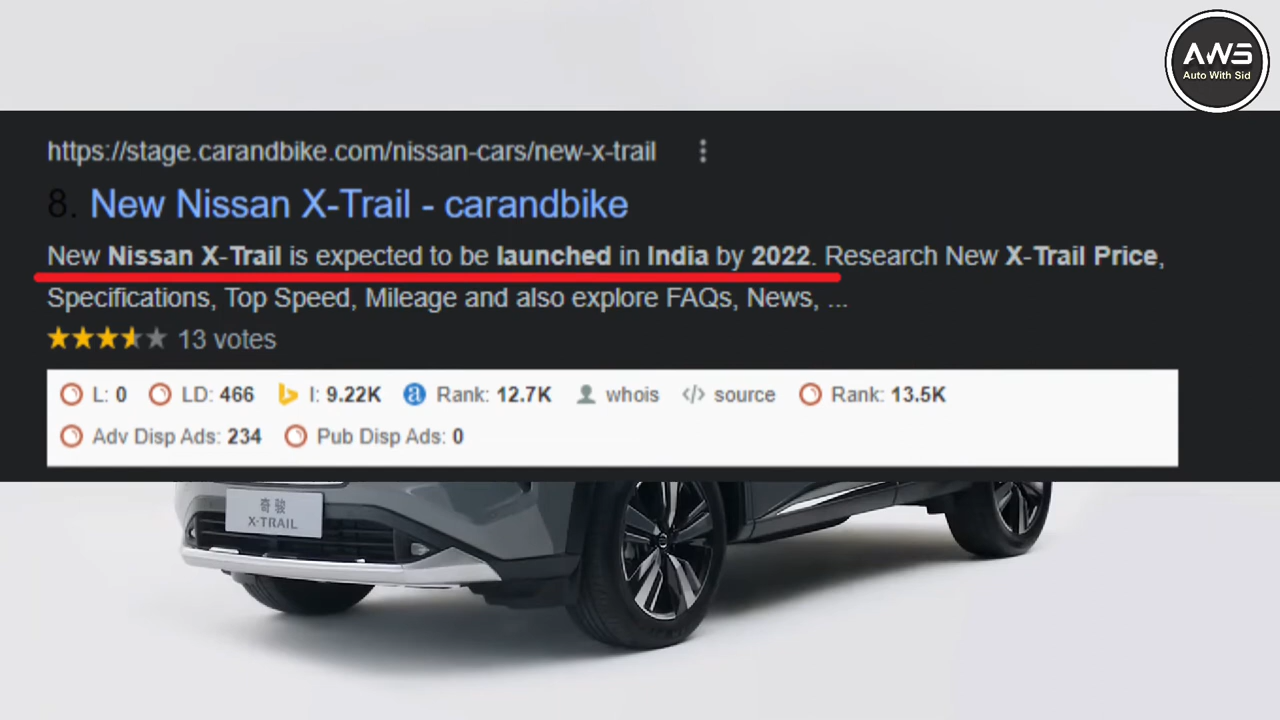 AWS
Auto With Sid
https://stage.carandbike.com/nissan-cars/new-x-trail
8. New Nissan X-Trail - carandbike
New Nissan X-Trail is expected to be launched in India by 2022. Research New X-Trail Price,
Specifications, Top Speed, Mileage and also explore FAQs, News, ...
13 votes
L: 0 LD: 466 I: 9.22K a Rank: 12.7K whois </> source Rank: 13.5K
Adv Disp Ads: 234 Pub Disp Ads: 0
奇骏
X-TRAIL